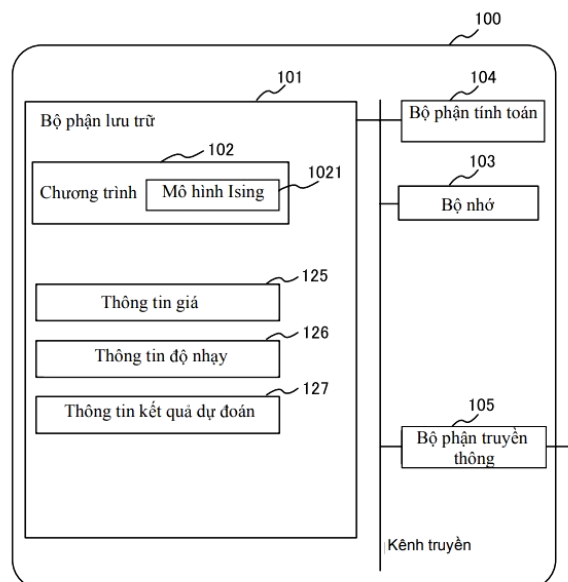 100
101
Bộ phận lưu trữ
104
Bộ phận tính toán
102
1021
Chương trình
Mô hình Ising
103
Bộ nhớ
125
Thông tin giá
126
Thông tin độ nhạy
127
Thông tin kết quả dự đoán
105
Bộ phận truyền
thông
Kênh truyền